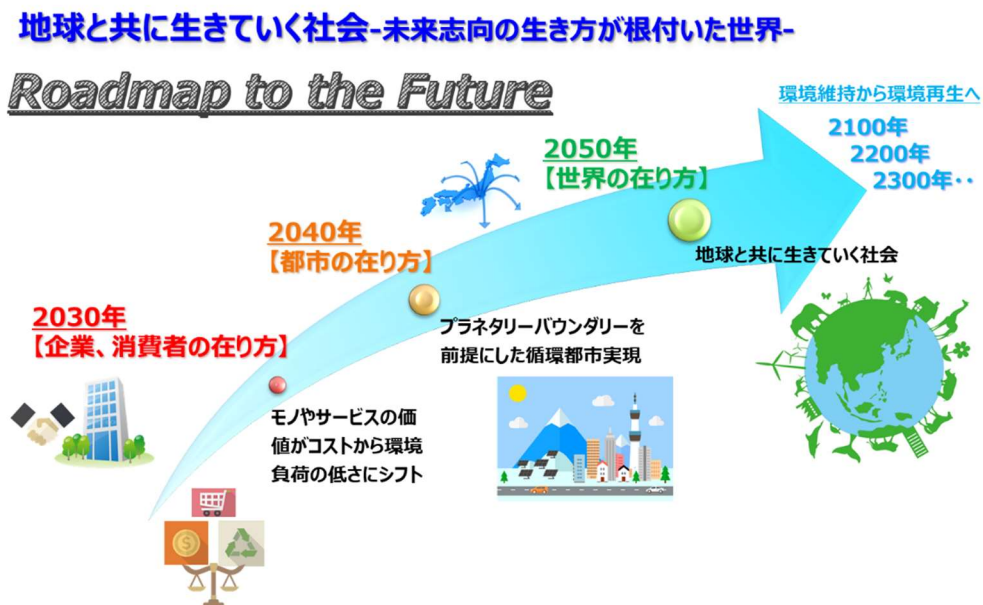 地球と共に生きていく社会-未来志向の生き方が根付いた世界-
Roadmap to the Future
環境維持から環境再生へ
2100年
2200年
2300年・・
2050年
【世界の在り方】
地球と共に生きていく社会
2040年
【都市の在り方】
プラネタリーバウンダリーを
前提にした循環都市実現
2030年
【企業、消費者の在り方】
モノやサービスの価
値がコストから環境
負荷の低さにシフト